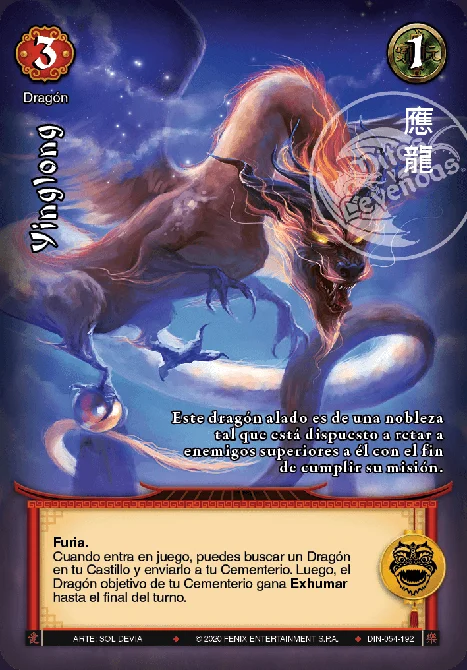 3
1
Dragón
Yinglong
應
龍
Este dragón alado es de una nobleza
tal que está dispuesto a retar a
enemigos superiores a él con el fin
de cumplir su misión.
Furia.
Cuando entra en juego, puedes buscar un Dragón
en tu Castillo y enviarlo a tu Cementerio. Luego, el
Dragón objetivo de tu Cementerio gana Exhumar
hasta el final del turno.
ARTE: SOL DEVIA ◆ © 2020 FENIX ENTERTAINMENT S.P.A. ◆ DIN-054-192